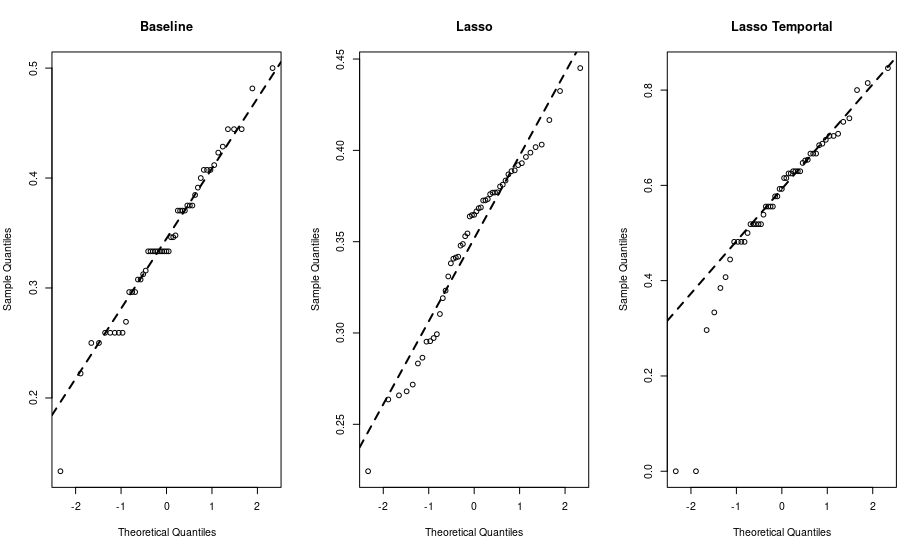 Baseline
Lasso
Lasso Temportal
0.5
0.4
0.3
0.2
Sample Quantiles
-2 -1 0 1 2
Theoretical Quantiles
0.45
0.40
0.35
0.30
0.25
Sample Quantiles
-2 -1 0 1 2
Theoretical Quantiles
0.8
0.6
0.4
0.2
0.0
Sample Quantiles
-2 -1 0 1 2
Theoretical Quantiles